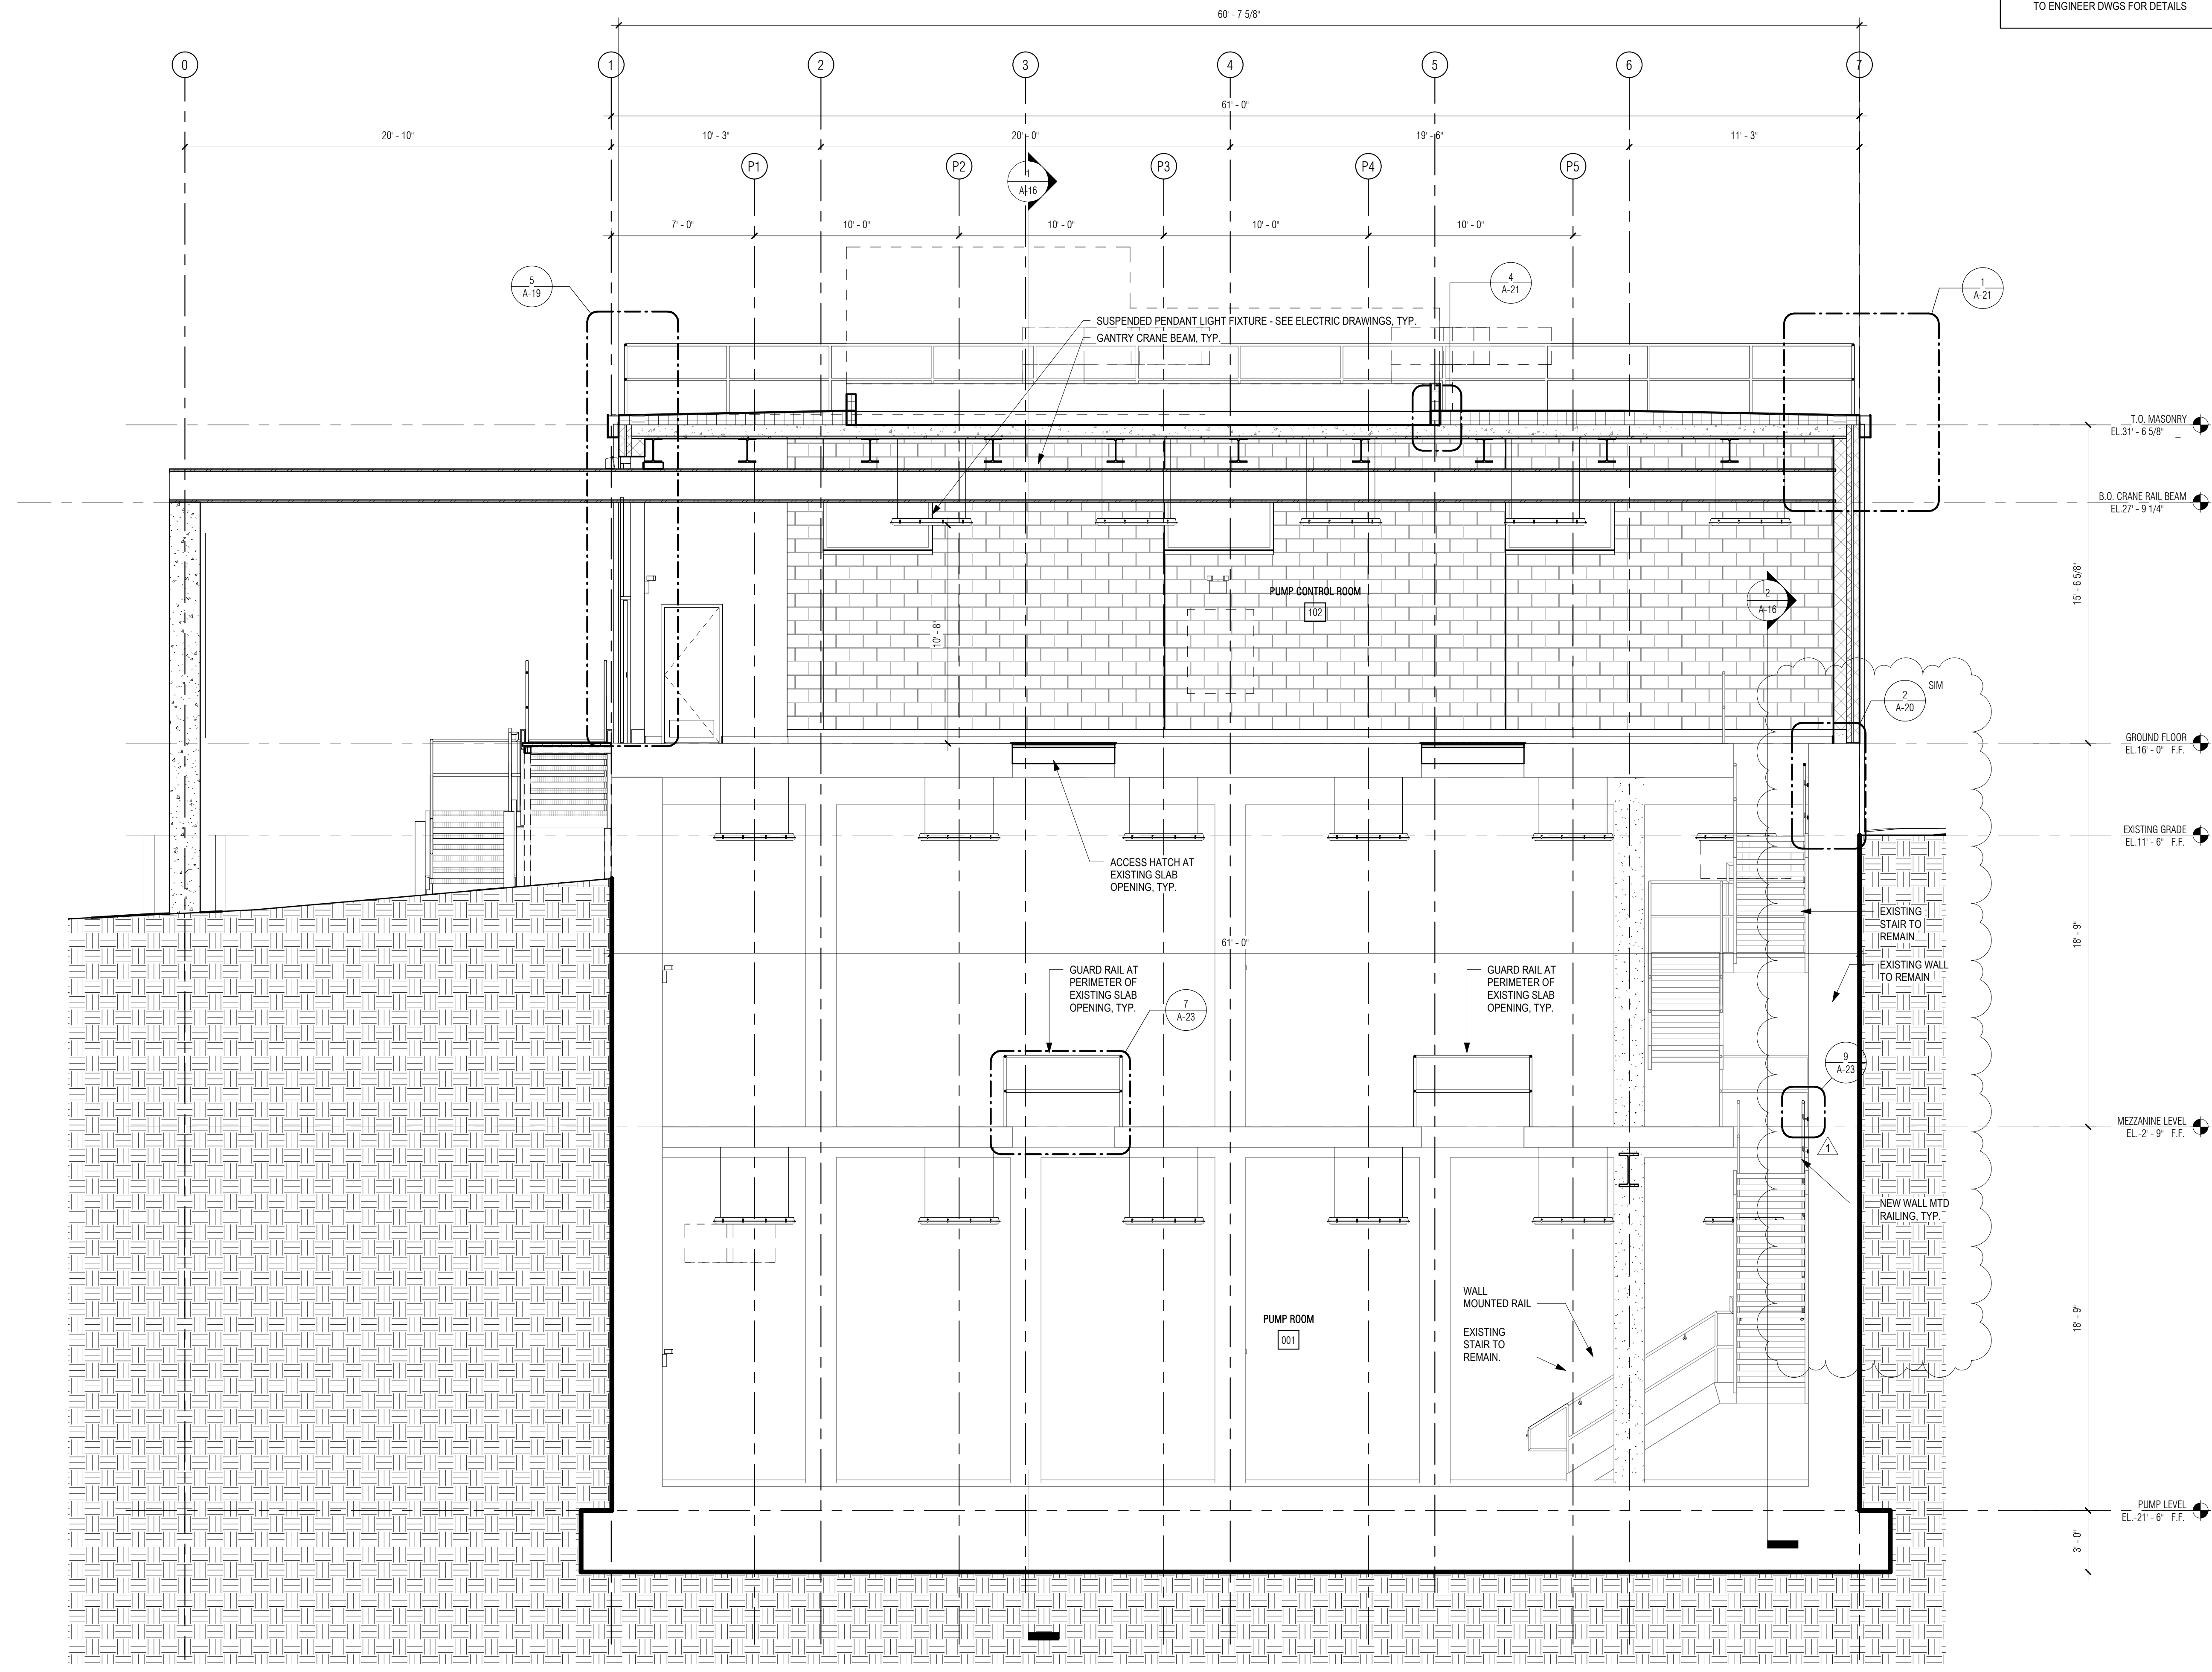 TO ENGINEER DWGS FOR DETAILS
60' - 7 5/8"
0
1
2
3
4
5
6
7
61' - 0"
20' - 10"
10' - 3"
20' - 0"
19' - 6"
11' - 3"
P1
P2
P3
P4
P5
1
A-16
7' - 0"
10' - 0"
10' - 0"
10' - 0"
10' - 0"
5
A-19
4
A-21
1
A-21
SUSPENDED PENDANT LIGHT FIXTURE - SEE ELECTRIC DRAWINGS, TYP.
GANTRY CRANE BEAM, TYP.
T.O. MASONRY
EL.31' - 6 5/8"
B.O. CRANE RAIL BEAM
EL.27' - 9 1/4"
15' - 6 5/8"
PUMP CONTROL ROOM
102
2
A-16
10' - 8"
2
A-20
SIM
GROUND FLOOR
EL.16' - 0" F.F.
EXISTING GRADE
EL.11' - 6" F.F.
ACCESS HATCH AT
EXISTING SLAB
OPENING, TYP.
EXISTING
STAIR TO
REMAIN
61' - 0"
18' - 9"
EXISTING WALL
TO REMAIN
GUARD RAIL AT
PERIMETER OF
EXISTING SLAB
OPENING, TYP.
7
A-23
GUARD RAIL AT
PERIMETER OF
EXISTING SLAB
OPENING, TYP.
9
A-23
MEZZANINE LEVEL
EL.-2' - 9" F.F.
1
NEW WALL MTD
RAILING, TYP.
WALL
MOUNTED RAIL
EXISTING
STAIR TO
REMAIN.
PUMP ROOM
001
18' - 9"
PUMP LEVEL
EL.-21' - 6" F.F.
3' - 0"